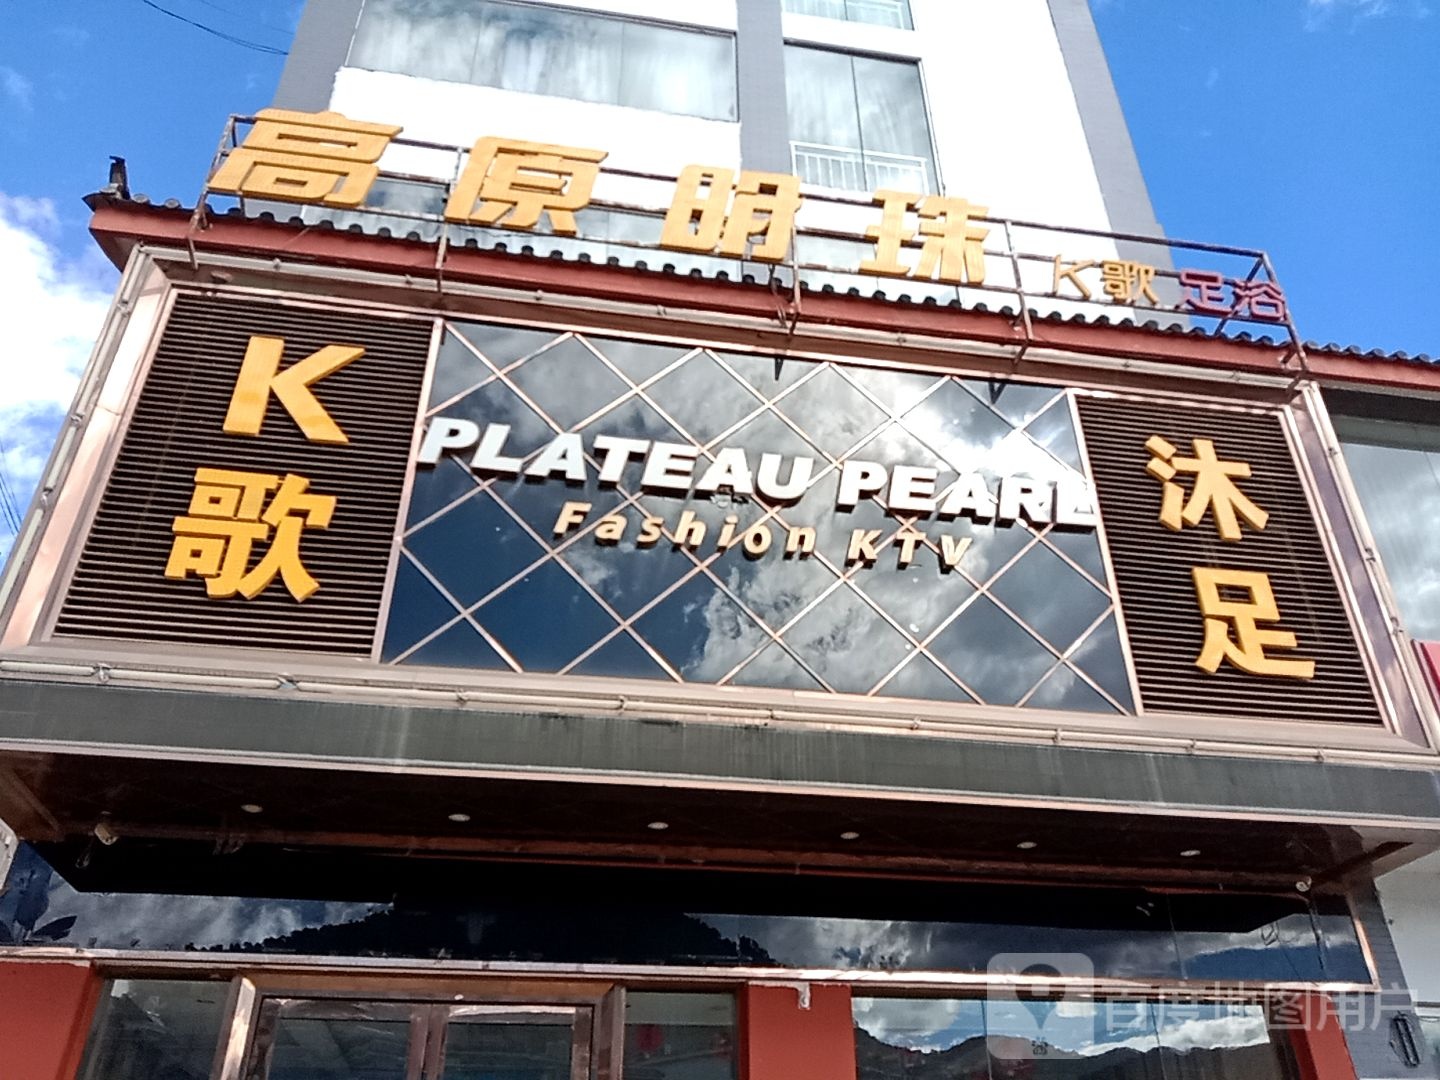 高原明珠 K歌 足浴
K歌
PLATEAU PEARL
Fashion KTV
沐足
百度地图用户